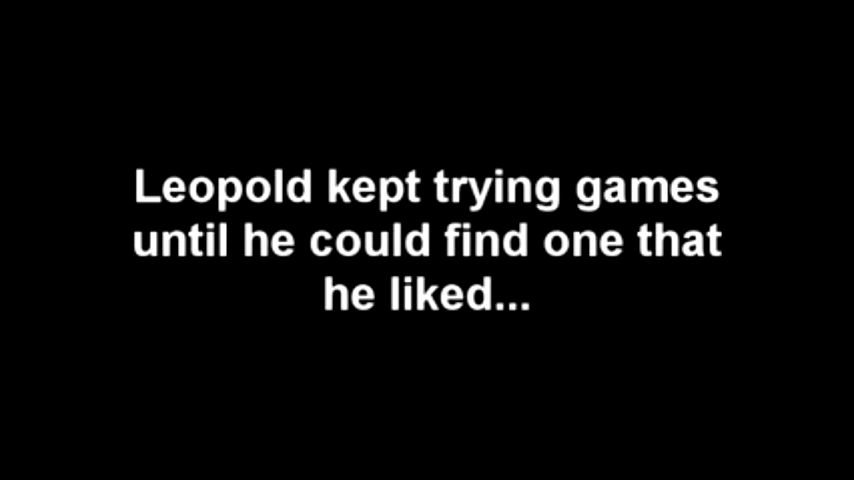 Leopold kept trying games
until he could find one that
he liked...